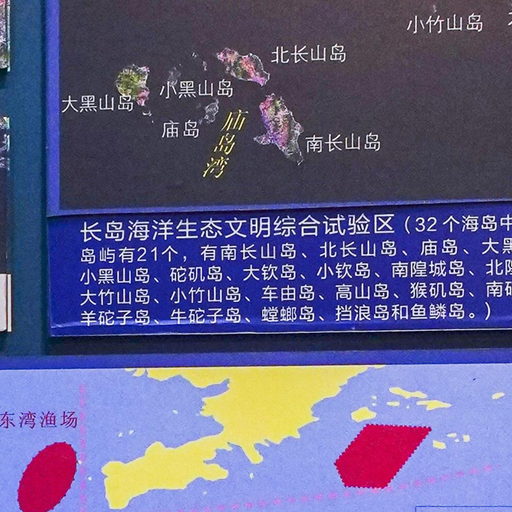 小竹山岛
北长山岛
大黑山岛
小黑山岛
庙岛
庙岛湾
南长山岛
长岛海洋生态文明综合试验区（32个海岛中
岛屿有21个，有南长山岛、北长山岛、庙岛、大黑
小黑山岛、砣矶岛、大钦岛、小钦岛、南隍城岛、北隍
大竹山岛、小竹山岛、车由岛、高山岛、猴矶岛、南砣
羊砣子岛、牛砣子岛、螳螂岛、挡浪岛和鱼鳞岛。）
东湾渔场